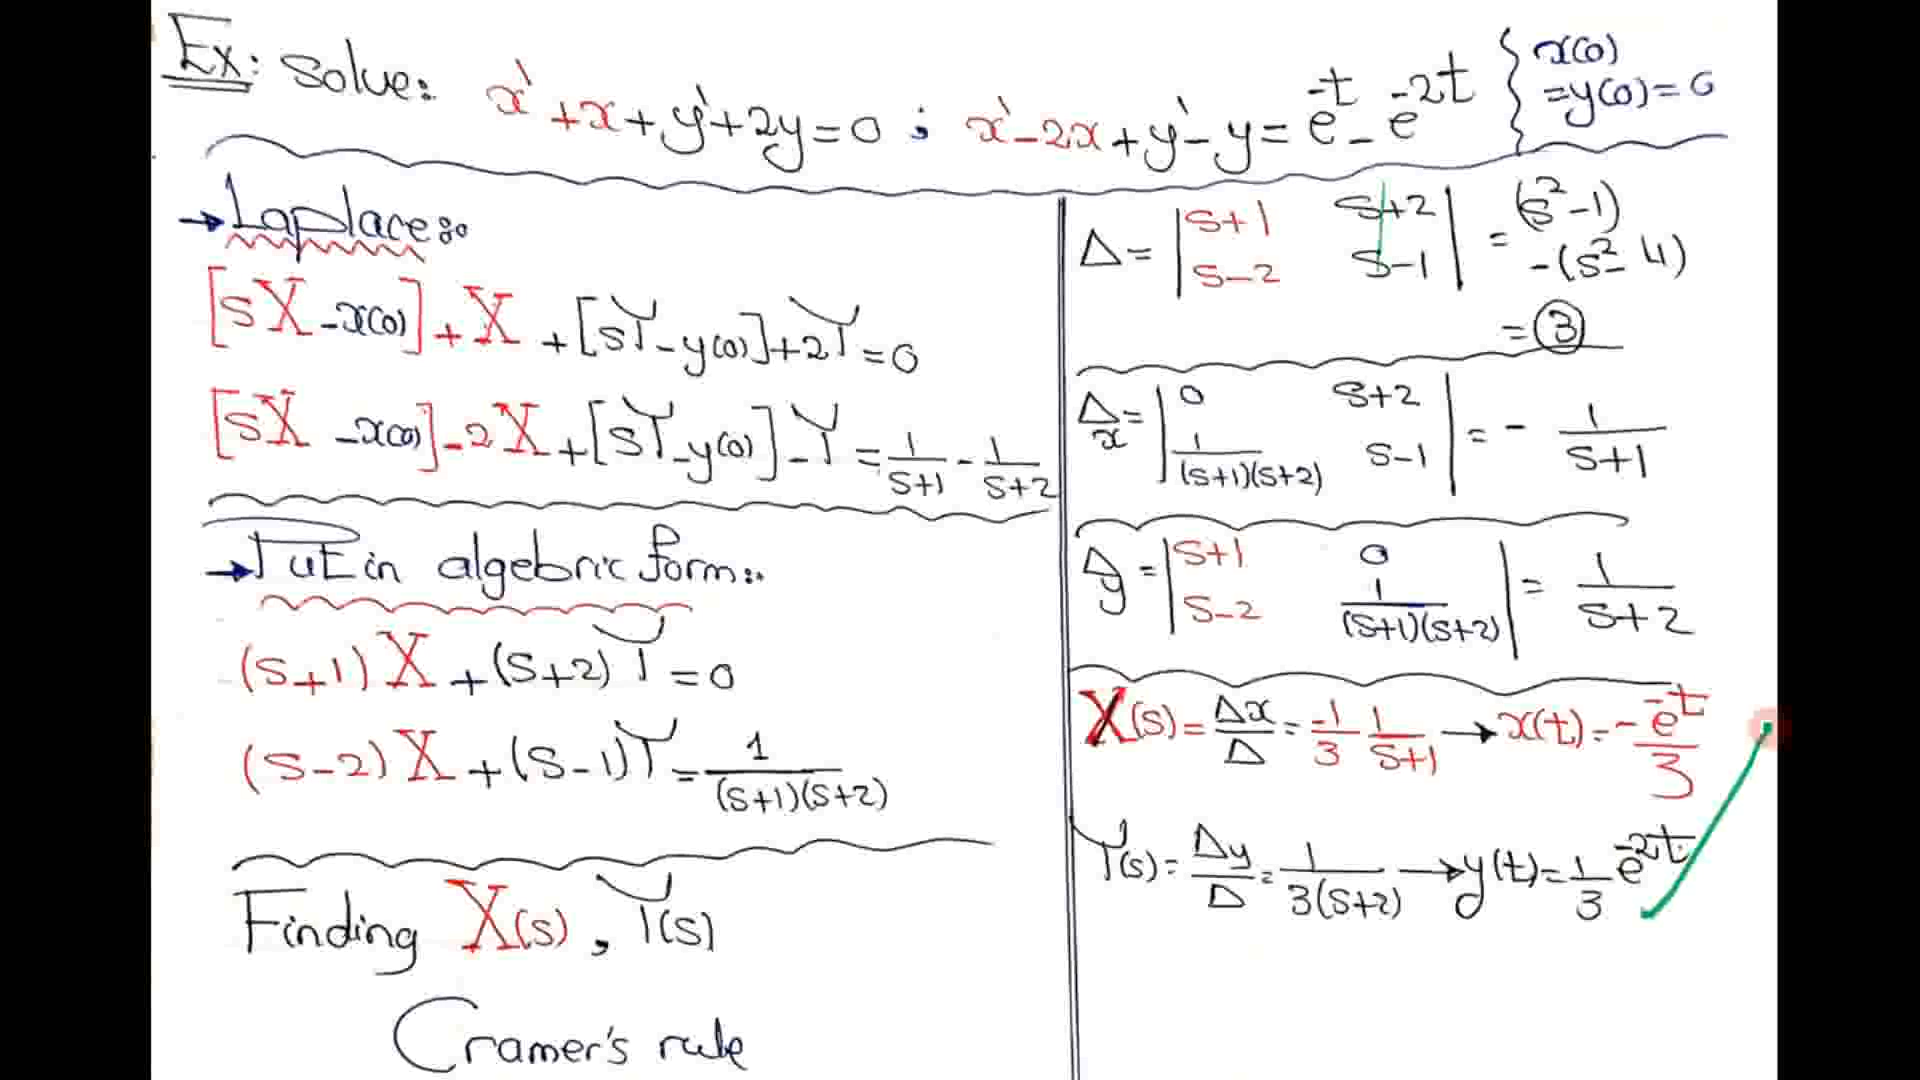 Ex: Solve: x' + x + y' + 2y = 0 ; x' - 2x + y' - y = e^{-t} - e^{-2t} { x(0)
= y(0) = 0
→ Laplace:
[sX - x(0)] + X + [sY - y(0)] + 2Y = 0
[sX - x(0)] - 2X + [sY - y(0)] - Y = 1/(s+1) - 1/(s+2)
→ Put in algebric form:
(s+1) X + (s+2) Y = 0
(s-2) X + (s-1) Y = 1/((s+1)(s+2))
Finding X(s), Y(s)
Cramer's rule
Δ = | s+1 s+2 | = (s² - 1)
| s-2 s-1 | - (s² - 4)
= 3
Δx = | 0 s+2 | = - 1/(s+1)
| 1/((s+1)(s+2)) s-1 |
Δy = | s+1 0 | = 1/(s+2)
| s-2 1/((s+1)(s+2)) |
X(s) = Δx/Δ = -1/3 1/(s+1) → x(t) = - e^{-t}/3
Y(s) = Δy/Δ = 1/(3(s+2)) → y(t) = 1/3 e^{-2t}